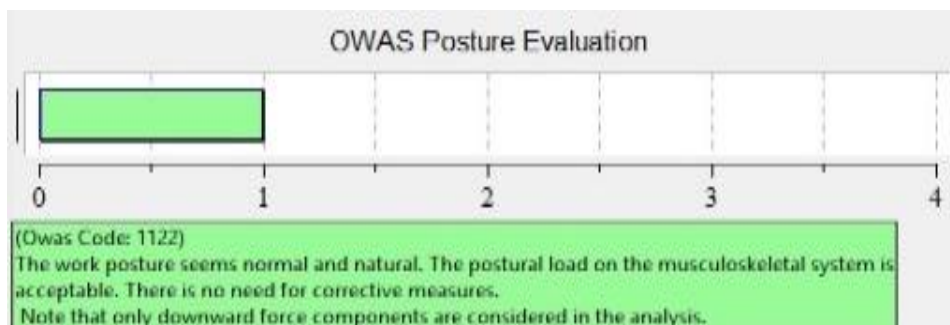 OWAS Posture Evaluation
0 1 2 3 4
(Owas Code: 1122)
The work posture seems normal and natural. The postural load on the musculoskeletal system is
acceptable. There is no need for corrective measures.
Note that only downward force components are considered in the analysis.